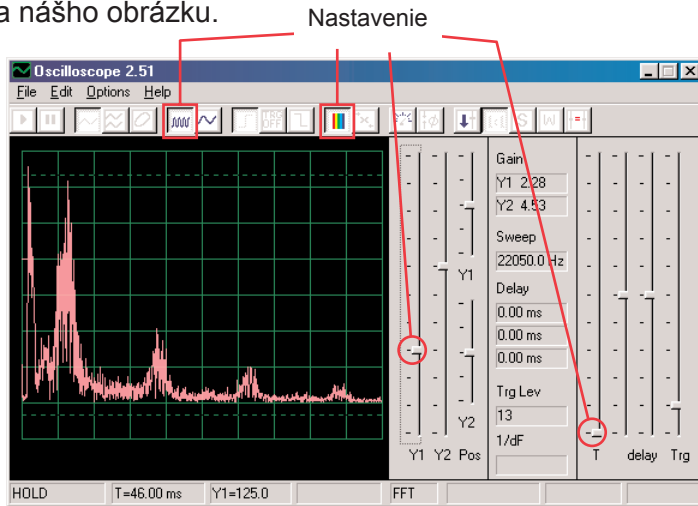 a nášho obrázku.
Nastavenie
Oscilloscope 2.51
File Edit Options Help
TRG OFF
S W
Gain
Y1 2.28
Y2 4.53
Sweep
22050.0 Hz
Y1
Delay
0.00 ms
0.00 ms
0.00 ms
Trg Lev
13
Y2
1/dF
Y1 Y2 Pos
T delay Trg
HOLD T=46.00 ms Y1=125.0 FFT